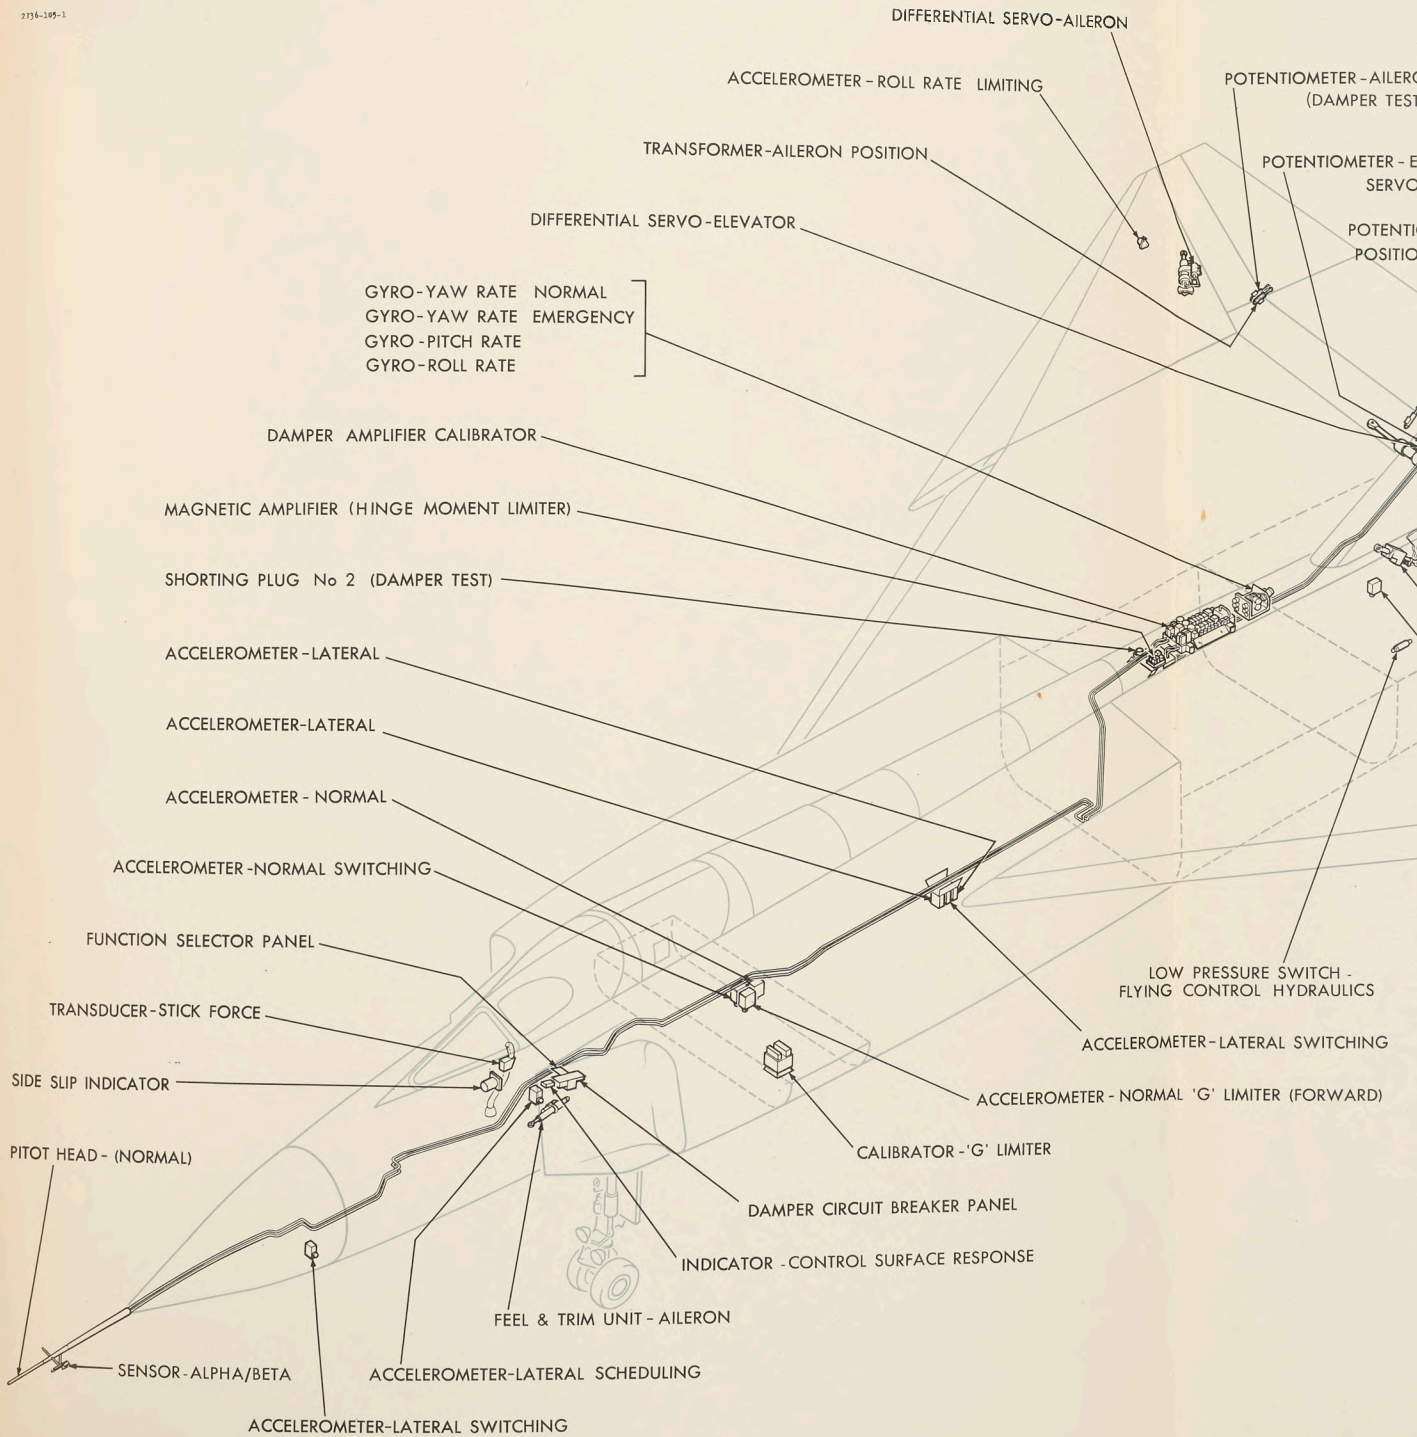 2736-105-1
DIFFERENTIAL SERVO-AILERON
ACCELEROMETER-ROLL RATE LIMITING
POTENTIOMETER-AILERO
(DAMPER TEST
TRANSFORMER-AILERON POSITION
POTENTIOMETER-E
SERVO
DIFFERENTIAL SERVO-ELEVATOR
POTENTI
POSITIO
GYRO-YAW RATE NORMAL
GYRO-YAW RATE EMERGENCY
GYRO-PITCH RATE
GYRO-ROLL RATE
DAMPER AMPLIFIER CALIBRATOR
MAGNETIC AMPLIFIER (HINGE MOMENT LIMITER)
SHORTING PLUG No 2 (DAMPER TEST)
ACCELEROMETER-LATERAL
ACCELEROMETER-LATERAL
ACCELEROMETER-NORMAL
ACCELEROMETER-NORMAL SWITCHING
FUNCTION SELECTOR PANEL
LOW PRESSURE SWITCH-
FLYING CONTROL HYDRAULICS
TRANSDUCER-STICK FORCE
ACCELEROMETER-LATERAL SWITCHING
SIDE SLIP INDICATOR
ACCELEROMETER-NORMAL 'G' LIMITER (FORWARD)
PITOT HEAD-(NORMAL)
CALIBRATOR-'G' LIMITER
DAMPER CIRCUIT BREAKER PANEL
INDICATOR-CONTROL SURFACE RESPONSE
FEEL & TRIM UNIT-AILERON
SENSOR-ALPHA/BETA
ACCELEROMETER-LATERAL SCHEDULING
ACCELEROMETER-LATERAL SWITCHING